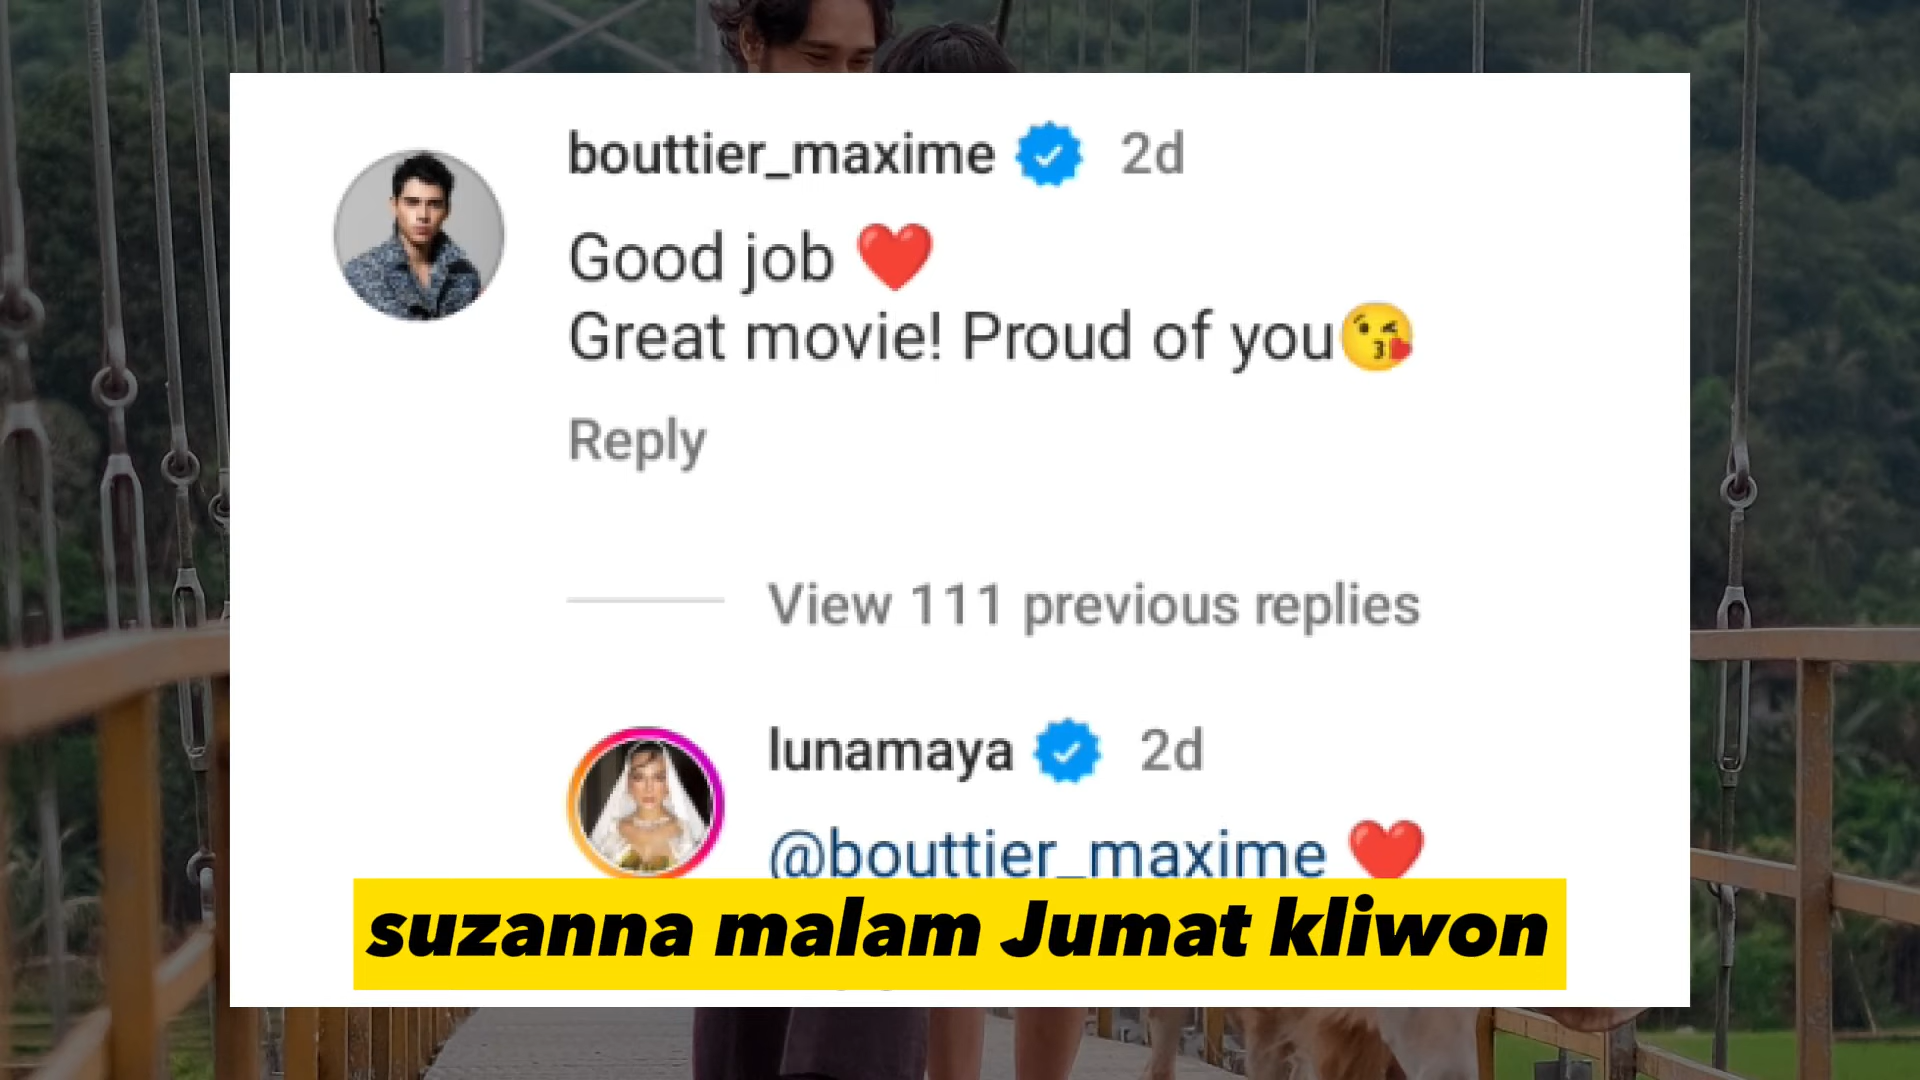 bouttier_maxime 2d
Good job ❤️
Great movie! Proud of you😘
Reply
View 111 previous replies
lunamaya 2d
@bouttier_maxime ❤️
suzanna malam Jumat kliwon